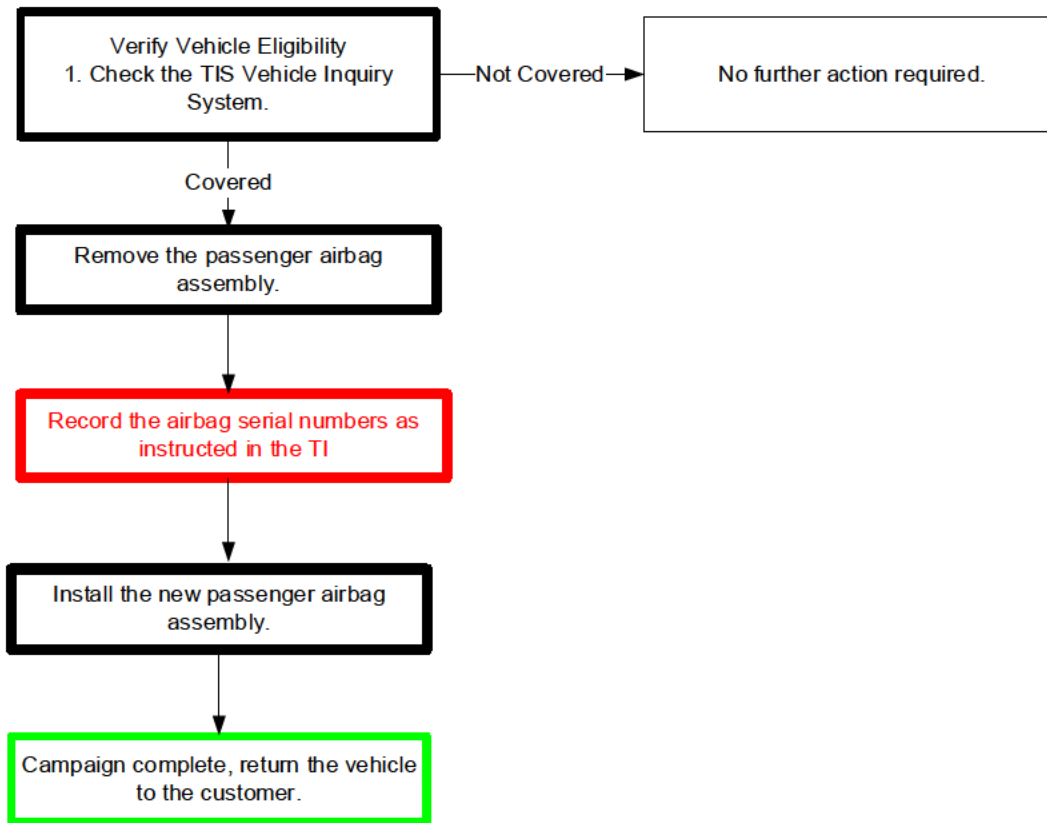 Verify Vehicle Eligibility
1. Check the TIS Vehicle Inquiry
System.
Not Covered
No further action required.
Covered
Remove the passenger airbag
assembly.
Record the airbag serial numbers as
instructed in the TI
Install the new passenger airbag
assembly.
Campaign complete, return the vehicle
to the customer.